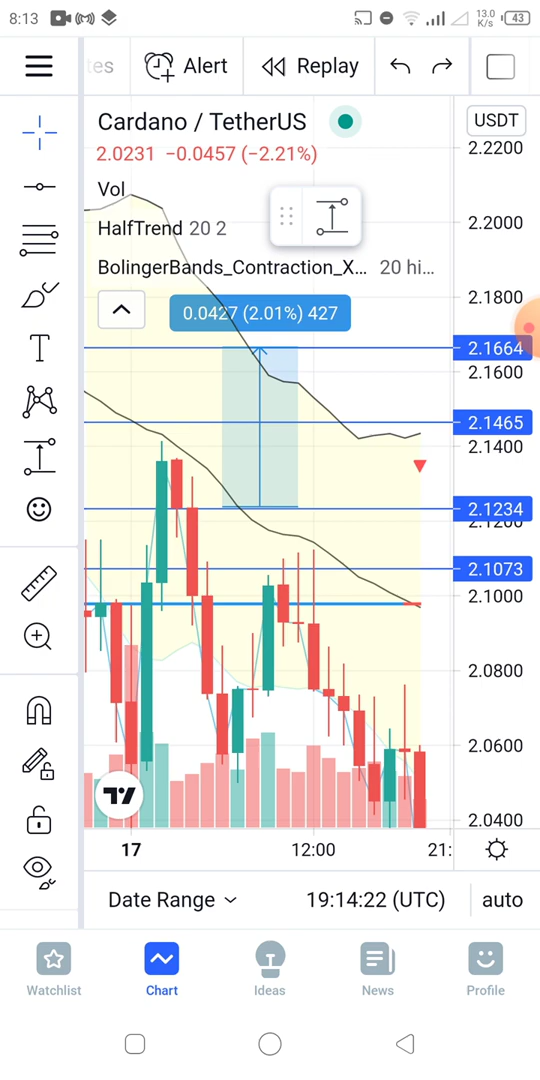 8:13
13.0
K/s
43
Alert
Replay
Cardano / TetherUS
USDT
2.0231 −0.0457 (−2.21%)
Vol
HalfTrend 20 2
BolingerBands_Contraction_X... 20 hi...
0.0427 (2.01%) 427
2.2200
2.2000
2.1800
2.1664
2.1600
2.1465
2.1400
2.1234
2.1200
2.1073
2.1000
2.0800
2.0600
2.0400
17
12:00
21:
Date Range
19:14:22 (UTC)
auto
Watchlist
Chart
Ideas
News
Profile